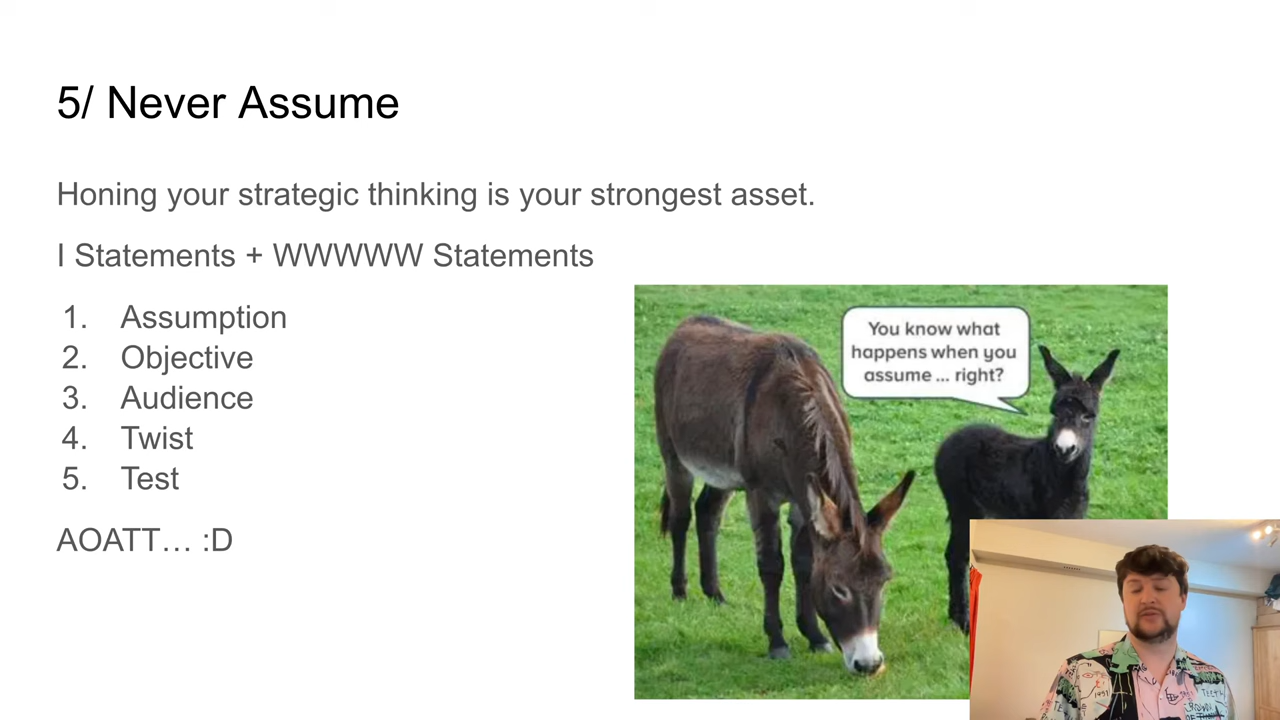 5/ Never Assume
Honing your strategic thinking is your strongest asset.
I Statements + WWWWW Statements
1. Assumption
2. Objective
3. Audience
4. Twist
5. Test
AOATT… :D
You know what
happens when you
assume ... right?